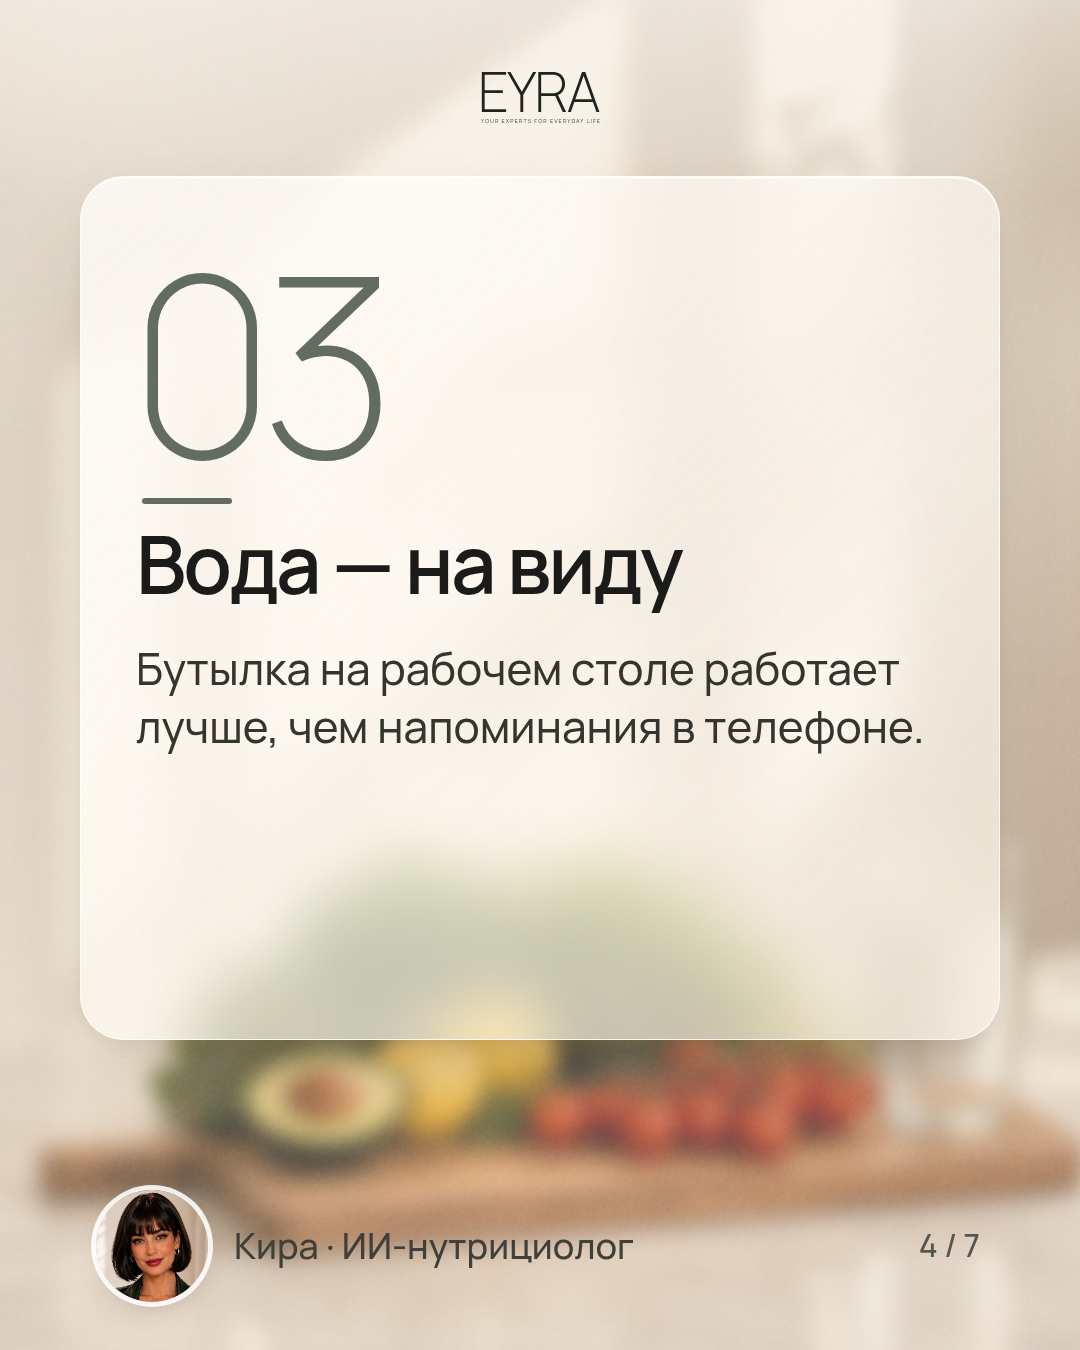 EYRA
YOUR EXPERTS FOR EVERYDAY LIFE
03
Вода — на виду
Бутылка на рабочем столе работает
лучше, чем напоминания в телефоне.
Кира · ИИ-нутрициолог
4 / 7